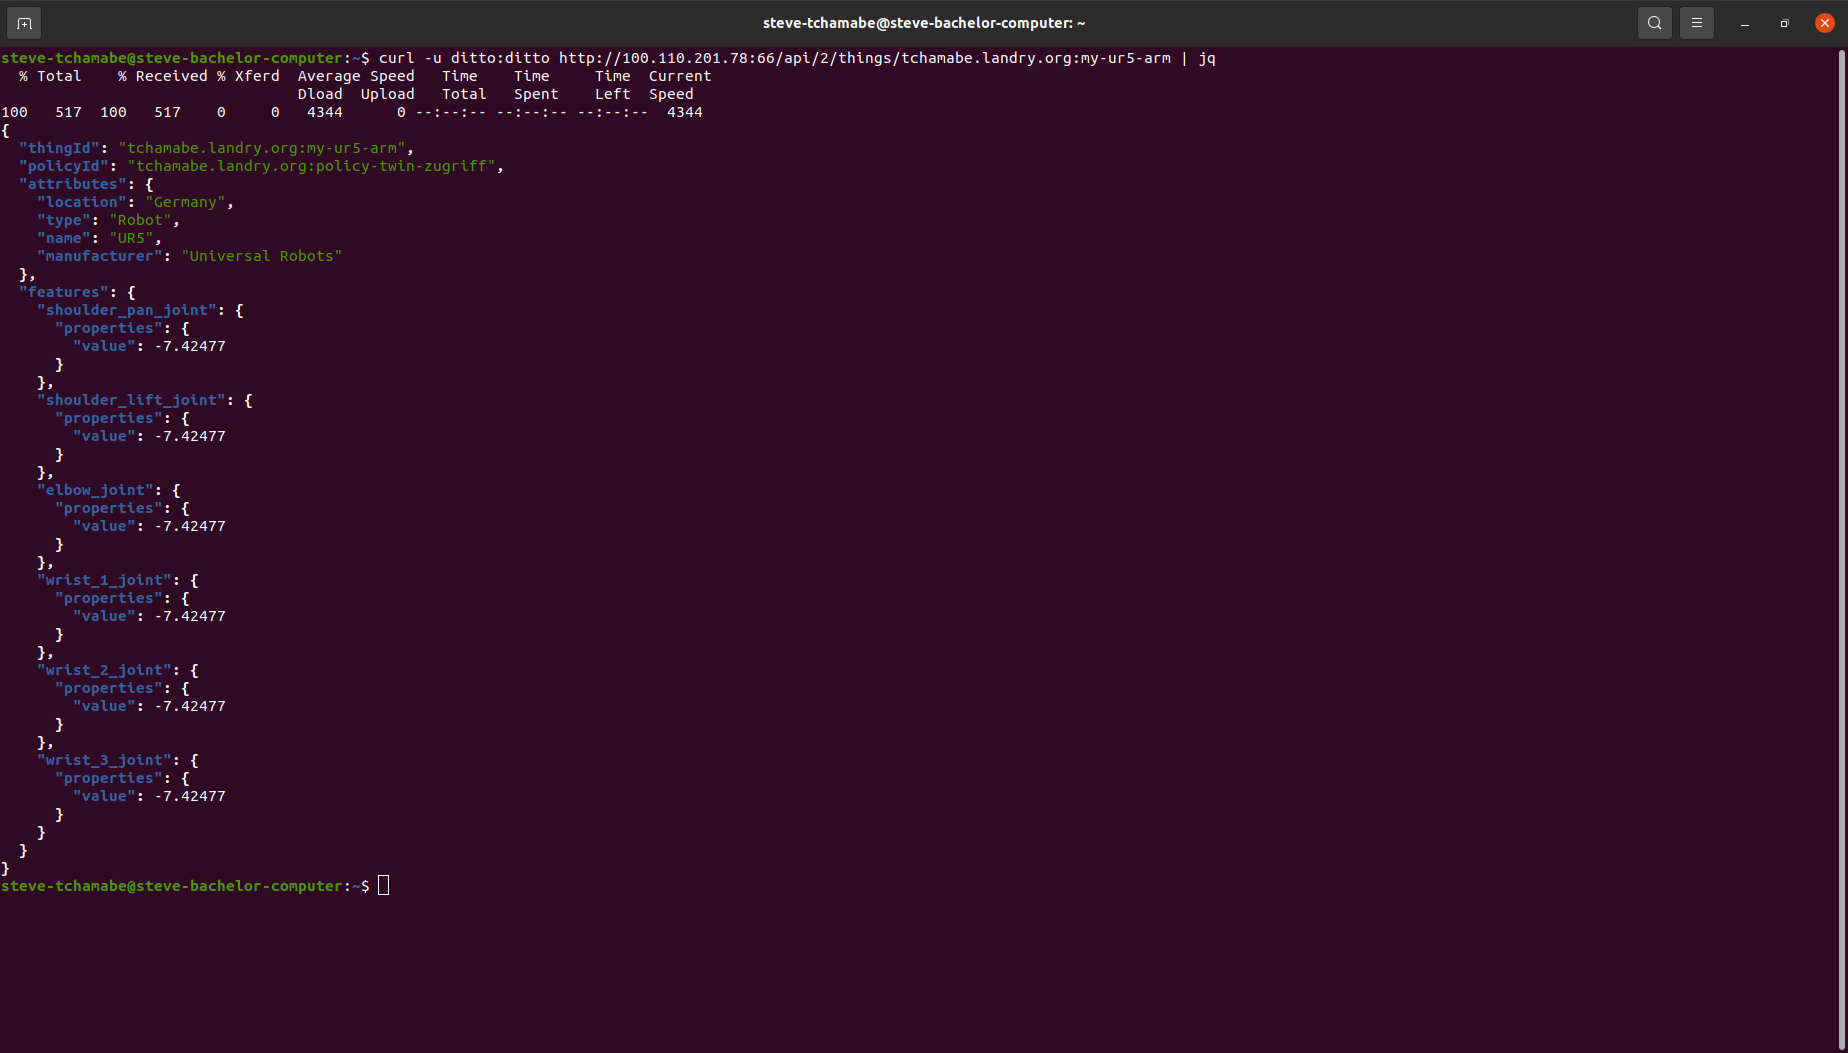 steve-tchamabe@steve-bachelor-computer: ~
steve-tchamabe@steve-bachelor-computer:~$ curl -u ditto:ditto http://100.110.201.78:66/api/2/things/tchamabe.landry.org:my-ur5-arm | jq
  % Total    % Received % Xferd  Average Speed   Time    Time     Time  Current
                                 Dload  Upload   Total   Spent    Left  Speed
100   517  100   517    0     0   4344      0 --:--:-- --:--:-- --:--:--  4344
{
  "thingId": "tchamabe.landry.org:my-ur5-arm",
  "policyId": "tchamabe.landry.org:policy-twin-zugriff",
  "attributes": {
    "location": "Germany",
    "type": "Robot",
    "name": "UR5",
    "manufacturer": "Universal Robots"
  },
  "features": {
    "shoulder_pan_joint": {
      "properties": {
        "value": -7.42477
      }
    },
    "shoulder_lift_joint": {
      "properties": {
        "value": -7.42477
      }
    },
    "elbow_joint": {
      "properties": {
        "value": -7.42477
      }
    },
    "wrist_1_joint": {
      "properties": {
        "value": -7.42477
      }
    },
    "wrist_2_joint": {
      "properties": {
        "value": -7.42477
      }
    },
    "wrist_3_joint": {
      "properties": {
        "value": -7.42477
      }
    }
  }
}
steve-tchamabe@steve-bachelor-computer:~$